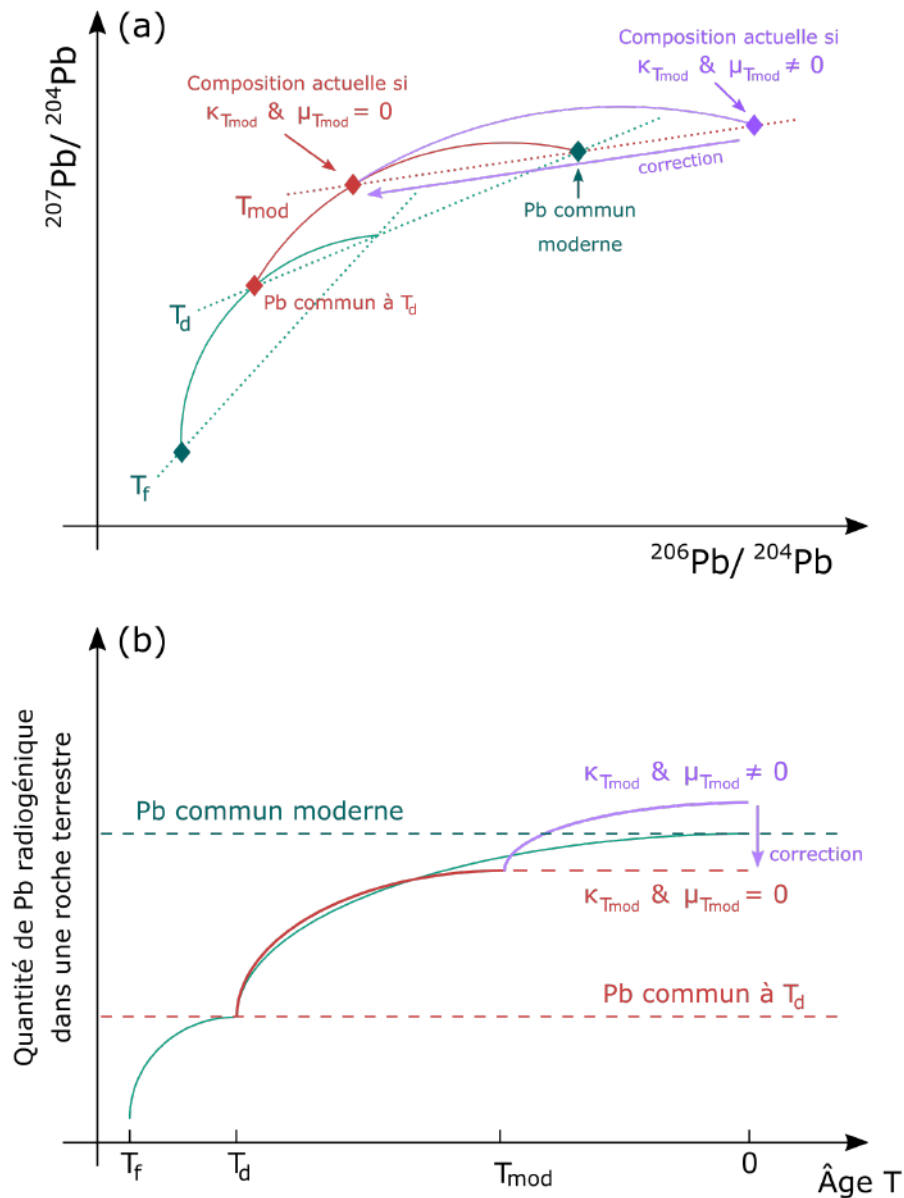 (a)
Composition actuelle si
κTmod & μTmod ≠ 0
Composition actuelle si
κTmod & μTmod = 0
²⁰⁷Pb/ ²⁰⁴Pb
correction
Tmod
Pb commun
moderne
Pb commun à Td
Td
Tf
²⁰⁶Pb/ ²⁰⁴Pb
(b)
Quantité de Pb radiogénique
dans une roche terrestre
κTmod & μTmod ≠ 0
Pb commun moderne
correction
κTmod & μTmod = 0
Pb commun à Td
Tf Td Tmod 0
Âge T